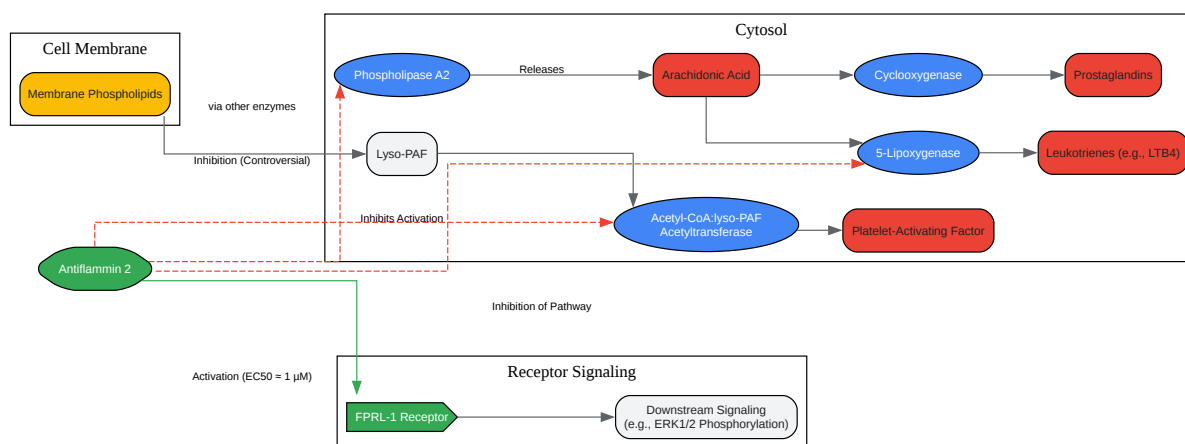 Cytosol
Cell Membrane
Phospholipase A2
Releases
Arachidonic Acid
Cyclooxygenase
Prostaglandins
Membrane Phospholipids
via other enzymes
Inhibition (Controversial)
Lyso-PAF
5-Lipoxygenase
Leukotrienes (e.g., LTB4)
Inhibits Activation
Acetyl-CoA:lyso-PAF
Acetyltransferase
Platelet-Activating Factor
Antiflammin 2
Inhibition of Pathway
Receptor Signaling
Activation (EC50 ≈ 1 µM)
FPRL-1 Receptor
Downstream Signaling
(e.g., ERK1/2 Phosphorylation)